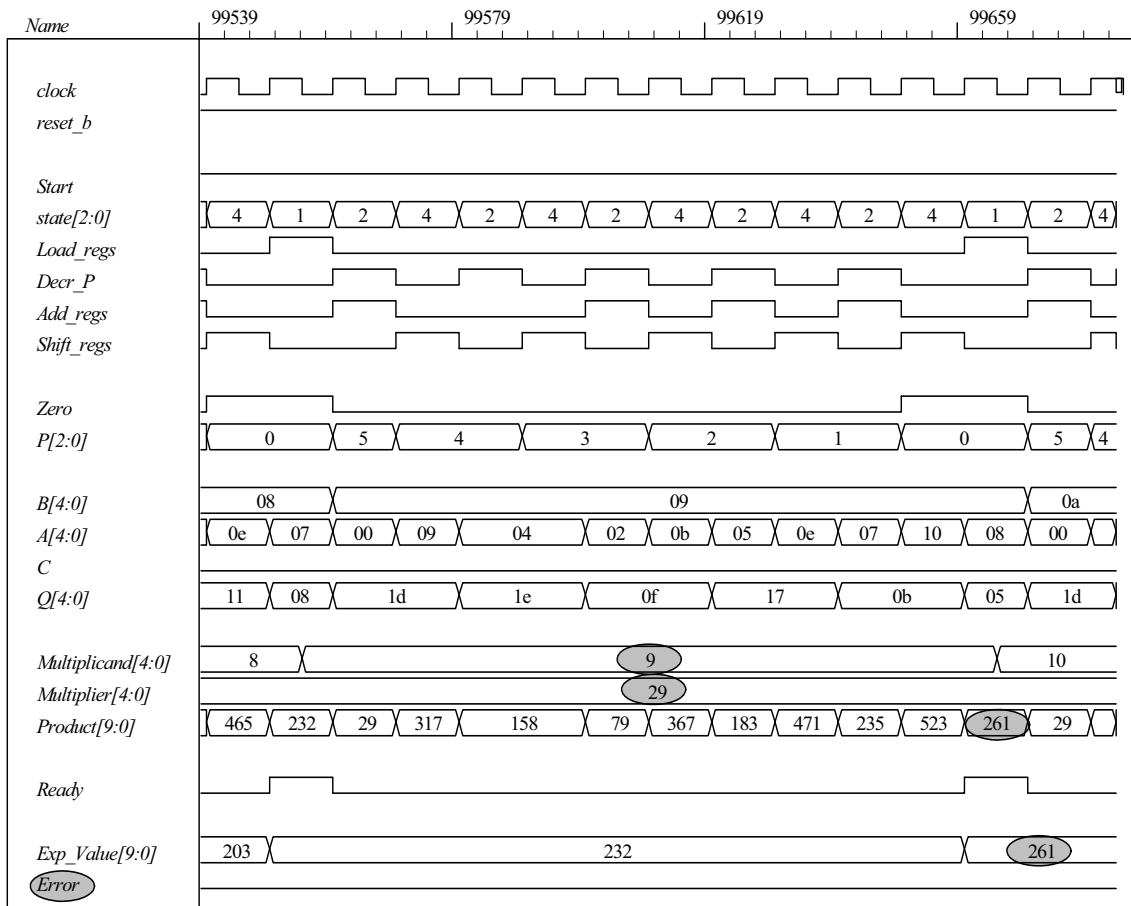 Name 99539 99579 99619 99659
clock
reset_b
Start
state[2:0] 4 1 2 4 2 4 2 4 2 4 2 4 1 2 4
Load_regs
Decr_P
Add_regs
Shift_regs
Zero
P[2:0] 0 5 4 3 2 1 0 5 4
B[4:0] 08 09 0a
A[4:0] 0e 07 00 09 04 02 0b 05 0e 07 10 08 00
C
Q[4:0] 11 08 1d 1e 0f 17 0b 05 1d
Multiplicand[4:0] 8 9 10
Multiplier[4:0] 29
Product[9:0] 465 232 29 317 158 79 367 183 471 235 523 261 29
Ready
Exp_Value[9:0] 203 232 261
Error